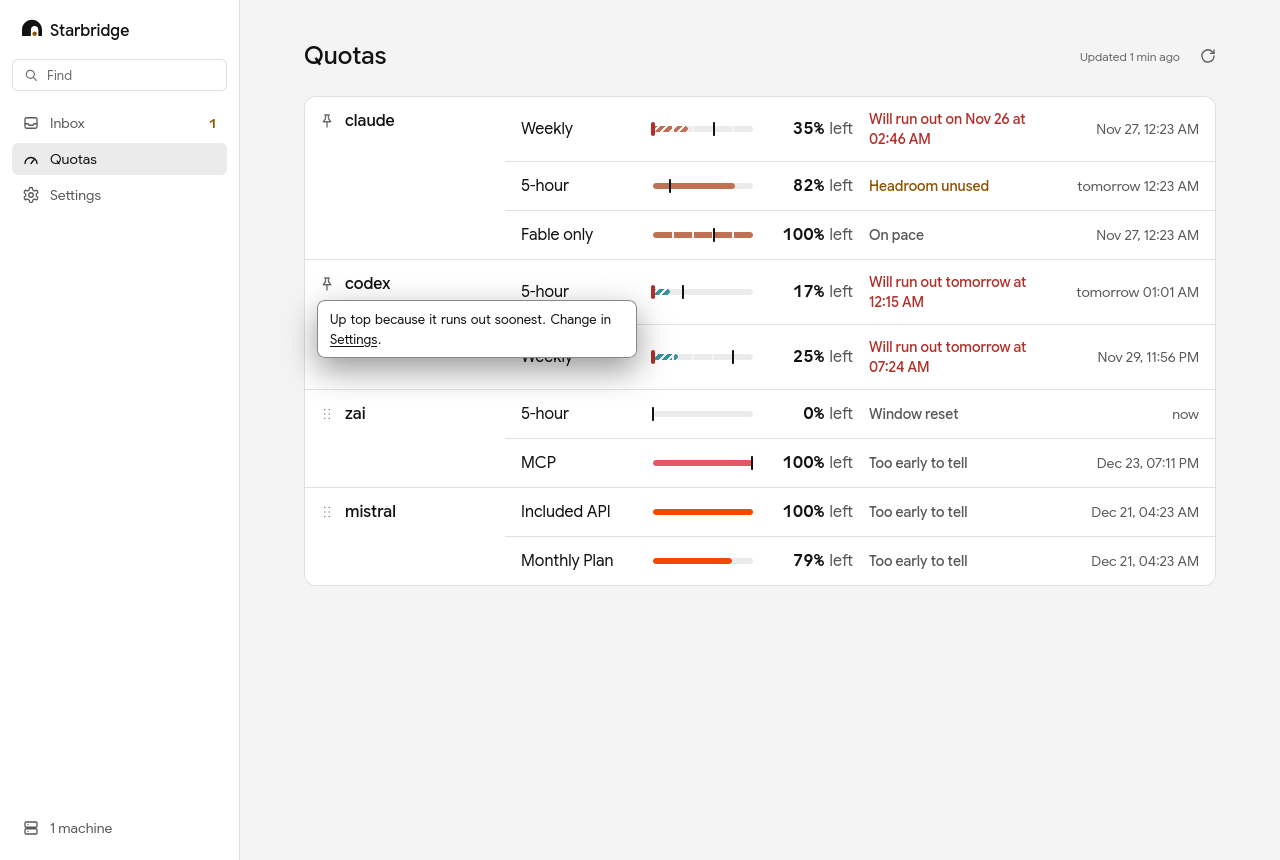 Starbridge
Find
Inbox 1
Quotas
Settings
1 machine
Quotas
Updated 1 min ago
claude
Weekly 35% left Will run out on Nov 26 at 02:46 AM Nov 27, 12:23 AM
5-hour 82% left Headroom unused tomorrow 12:23 AM
Fable only 100% left On pace Nov 27, 12:23 AM
codex
5-hour 17% left Will run out tomorrow at 12:15 AM tomorrow 01:01 AM
Up top because it runs out soonest. Change in
Settings.
Weekly 25% left Will run out tomorrow at 07:24 AM Nov 29, 11:56 PM
zai
5-hour 0% left Window reset now
MCP 100% left Too early to tell Dec 23, 07:11 PM
mistral
Included API 100% left Too early to tell Dec 21, 04:23 AM
Monthly Plan 79% left Too early to tell Dec 21, 04:23 AM